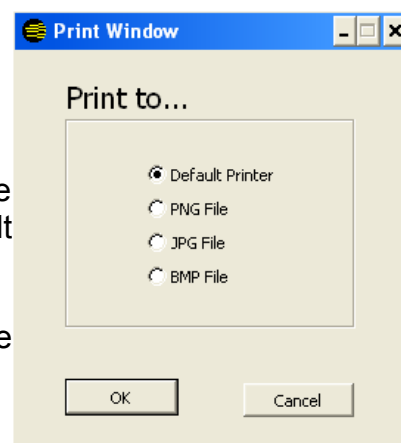 Print Window
Print to...
Default Printer
PNG File
JPG File
BMP File
OK
Cancel